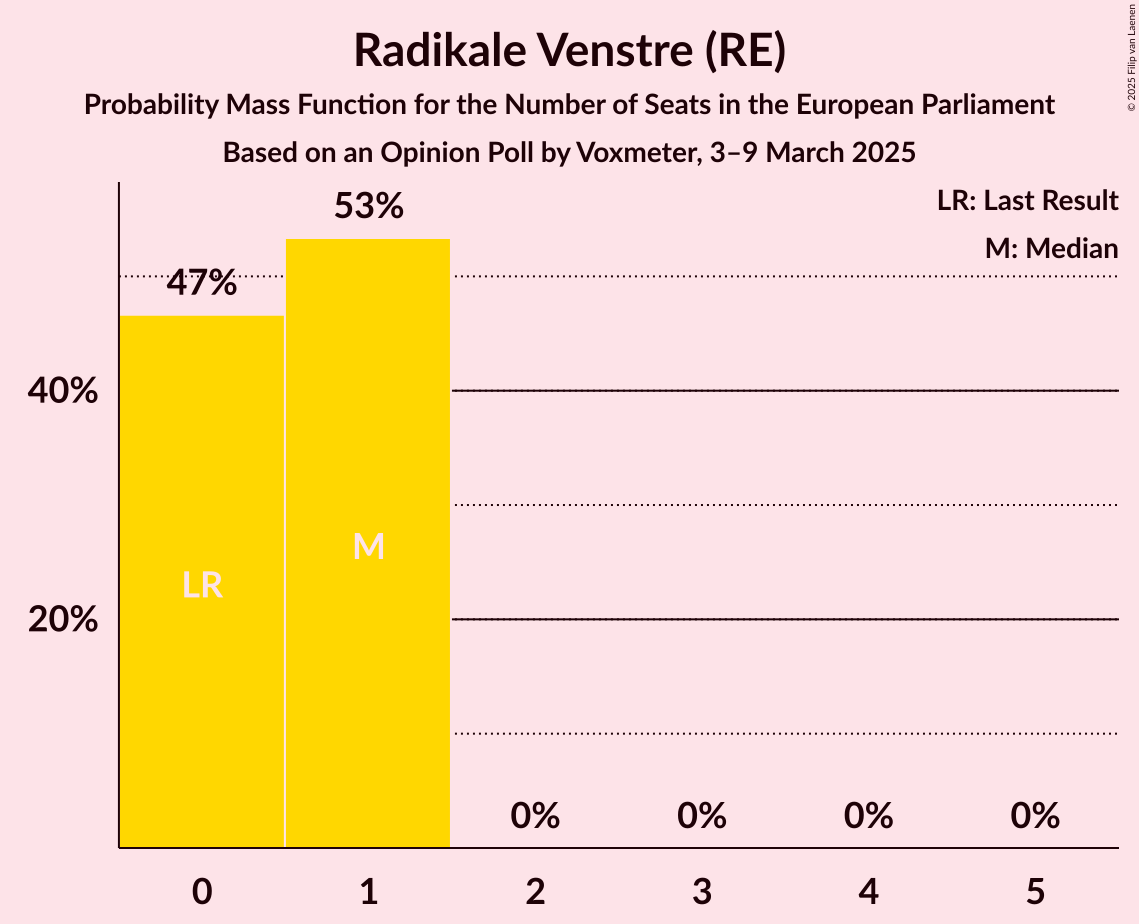 Radikale Venstre (RE)
Probability Mass Function for the Number of Seats in the European Parliament
Based on an Opinion Poll by Voxmeter, 3–9 March 2025
© 2025 Filip van Laenen
LR: Last Result
M: Median
53%
47%
40%
20%
LR
M
0%
0%
0%
0%
0
1
2
3
4
5